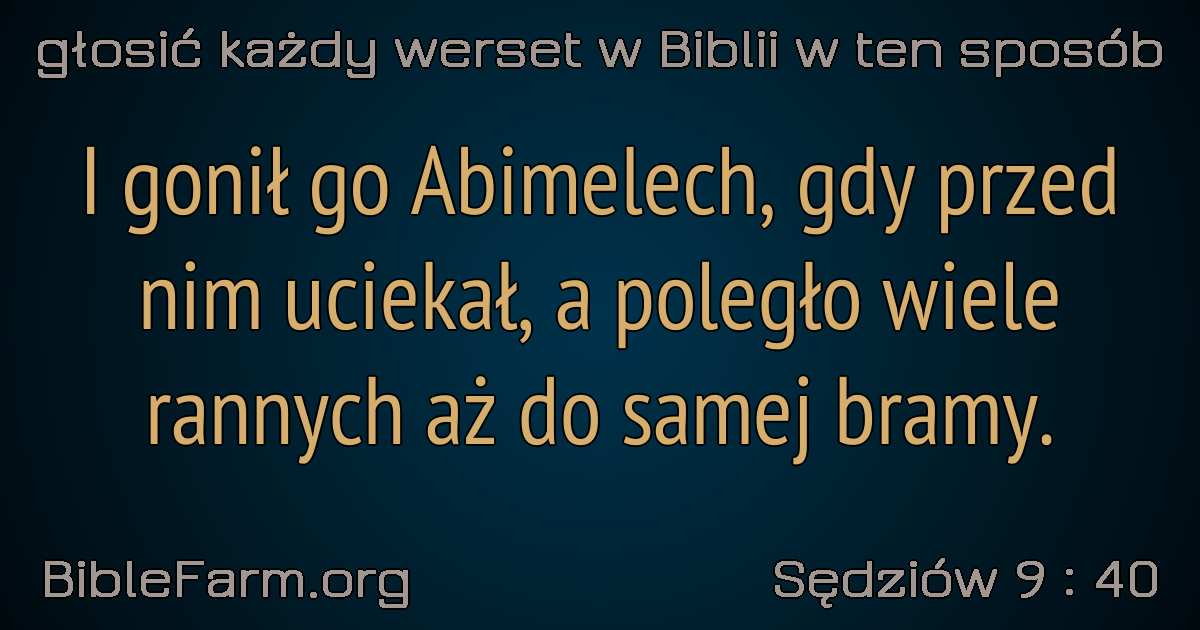 głosić każdy werset w Biblii w ten sposób
I gonił go Abimelech, gdy przed
nim uciekał, a poległo wiele
rannych aż do samej bramy.
BibleFarm.org
Sędziów 9 : 40